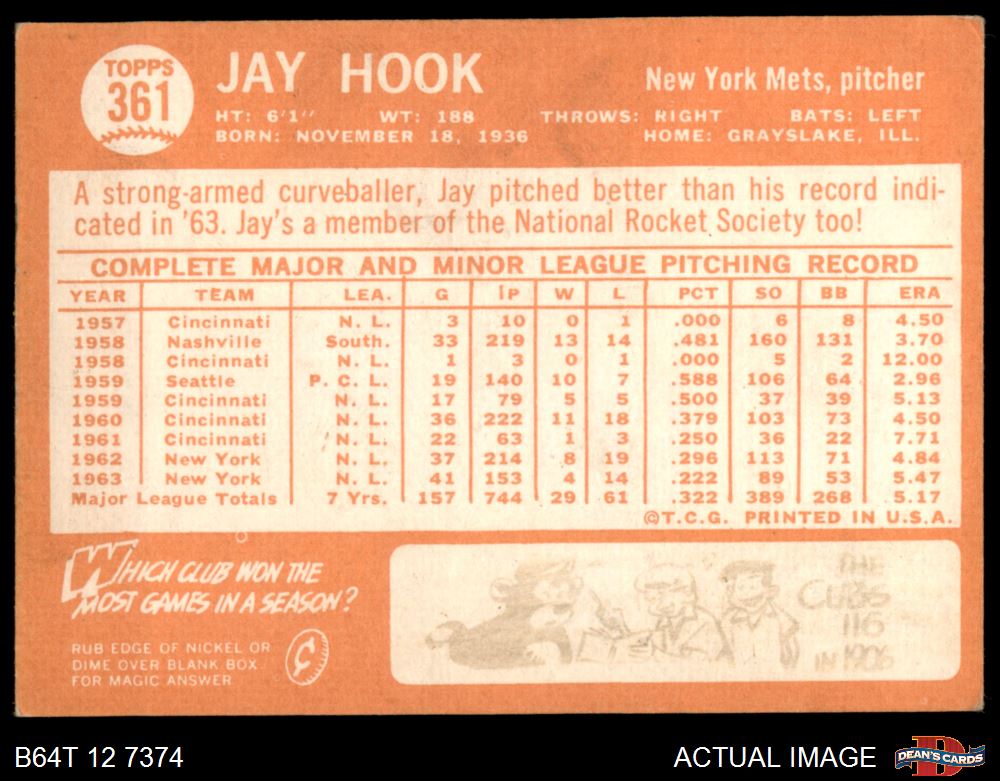 TOPPS
361
JAY HOOK
New York Mets, pitcher
HT: 6'1" WT: 188 THROWS: RIGHT BATS: LEFT
BORN: NOVEMBER 18, 1936 HOME: GRAYSLAKE, ILL.
A strong-armed curveballer, Jay pitched better than his record indi-
cated in '63. Jay's a member of the National Rocket Society too!
COMPLETE MAJOR AND MINOR LEAGUE PITCHING RECORD
YEAR TEAM LEA. G IP W L PCT SO BB ERA
1957 Cincinnati N. L. 3 10 0 1 .000 6 8 4.50
1958 Nashville South. 33 219 13 14 .481 160 131 3.70
1958 Cincinnati N. L. 1 3 0 1 .000 5 2 12.00
1959 Seattle P. C. L. 19 140 10 7 .588 106 64 2.96
1959 Cincinnati N. L. 17 79 5 5 .500 37 39 5.13
1960 Cincinnati N. L. 36 222 11 18 .379 103 73 4.50
1961 Cincinnati N. L. 22 63 1 3 .250 36 22 7.71
1962 New York N. L. 37 214 8 19 .296 113 71 4.84
1963 New York N. L. 41 153 4 14 .222 89 53 5.47
Major League Totals 7 Yrs. 157 744 29 61 .322 389 268 5.17
©T.C.G. PRINTED IN U.S.A.
WHICH CLUB WON THE
MOST GAMES IN A SEASON?
RUB EDGE OF NICKEL OR
DIME OVER BLANK BOX
FOR MAGIC ANSWER
¢
THE
CUBS
116
IN 1906
B64T 12 7374
ACTUAL IMAGE
D
DEAN'S CARDS